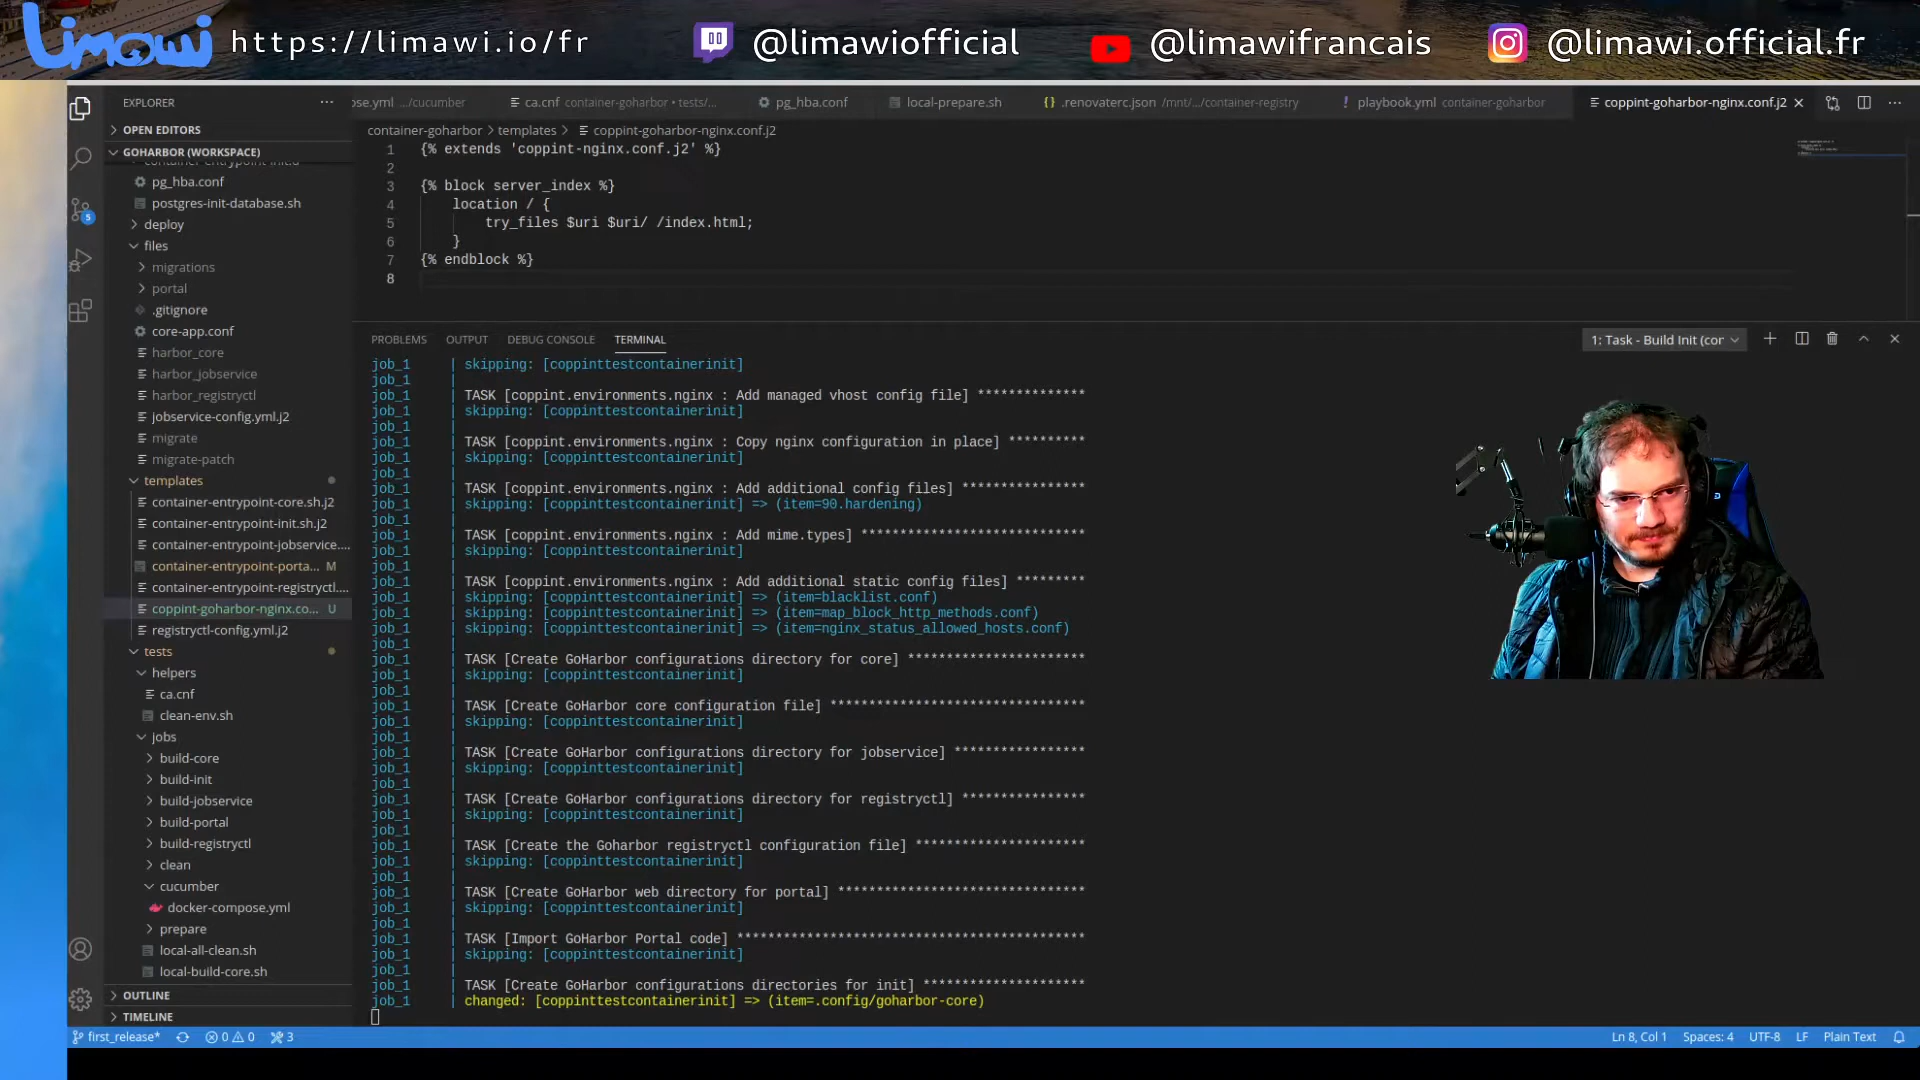 Limawi
https://limawi.io/fr
@limawiofficial
@limawifrancais
@limawi.official.fr
EXPLORER
ose.yml .../cucumber
ca.cnf container-goharbor • tests/...
pg_hba.conf
local-prepare.sh
.renovaterc.json /mnt/.../container-registry
playbook.yml container-goharbor
coppint-goharbor-nginx.conf.j2
OPEN EDITORS
GOHARBOR (WORKSPACE)
pg_hba.conf
postgres-init-database.sh
deploy
files
migrations
portal
.gitignore
core-app.conf
harbor_core
harbor_jobservice
harbor_registryctl
jobservice-config.yml.j2
migrate
migrate-patch
templates
container-entrypoint-core.sh.j2
container-entrypoint-init.sh.j2
container-entrypoint-jobservice....
container-entrypoint-porta... M
container-entrypoint-registryctl....
coppint-goharbor-nginx.co... U
registryctl-config.yml.j2
tests
helpers
ca.cnf
clean-env.sh
jobs
build-core
build-init
build-jobservice
build-portal
build-registryctl
clean
cucumber
docker-compose.yml
prepare
local-all-clean.sh
local-build-core.sh
OUTLINE
TIMELINE
5
container-goharbor > templates > coppint-goharbor-nginx.conf.j2
1 {% extends 'coppint-nginx.conf.j2' %}
2
3 {% block server_index %}
4 location / {
5 try_files $uri $uri/ /index.html;
6 }
7 {% endblock %}
8
PROBLEMS OUTPUT DEBUG CONSOLE TERMINAL
1: Task - Build Init (cor
job_1 | skipping: [coppinttestcontainerinit]
job_1 |
job_1 | TASK [coppint.environments.nginx : Add managed vhost config file] **************
job_1 | skipping: [coppinttestcontainerinit]
job_1 |
job_1 | TASK [coppint.environments.nginx : Copy nginx configuration in place] **********
job_1 | skipping: [coppinttestcontainerinit]
job_1 |
job_1 | TASK [coppint.environments.nginx : Add additional config files] ****************
job_1 | skipping: [coppinttestcontainerinit] => (item=90.hardening)
job_1 |
job_1 | TASK [coppint.environments.nginx : Add mime.types] *****************************
job_1 | skipping: [coppinttestcontainerinit]
job_1 |
job_1 | TASK [coppint.environments.nginx : Add additional static config files] *********
job_1 | skipping: [coppinttestcontainerinit] => (item=blacklist.conf)
job_1 | skipping: [coppinttestcontainerinit] => (item=map_block_http_methods.conf)
job_1 | skipping: [coppinttestcontainerinit] => (item=nginx_status_allowed_hosts.conf)
job_1 |
job_1 | TASK [Create GoHarbor configurations directory for core] ***********************
job_1 | skipping: [coppinttestcontainerinit]
job_1 |
job_1 | TASK [Create GoHarbor core configuration file] *********************************
job_1 | skipping: [coppinttestcontainerinit]
job_1 |
job_1 | TASK [Create GoHarbor configurations directory for jobservice] *****************
job_1 | skipping: [coppinttestcontainerinit]
job_1 |
job_1 | TASK [Create GoHarbor configurations directory for registryctl] ****************
job_1 | skipping: [coppinttestcontainerinit]
job_1 |
job_1 | TASK [Create the Goharbor registryctl configuration file] **********************
job_1 | skipping: [coppinttestcontainerinit]
job_1 |
job_1 | TASK [Create GoHarbor web directory for portal] ********************************
job_1 | skipping: [coppinttestcontainerinit]
job_1 |
job_1 | TASK [Import GoHarbor Portal code] *********************************************
job_1 | skipping: [coppinttestcontainerinit]
job_1 |
job_1 | TASK [Create GoHarbor configurations directories for init] *********************
job_1 | changed: [coppinttestcontainerinit] => (item=.config/goharbor-core)
first_release* 0 0 3
Ln 8, Col 1 Spaces: 4 UTF-8 LF Plain Text